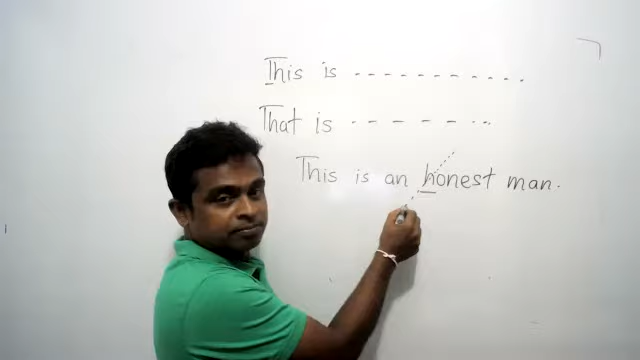 This is - - - - - - - - - - -
That is - - - - - - -
This is an honest man.